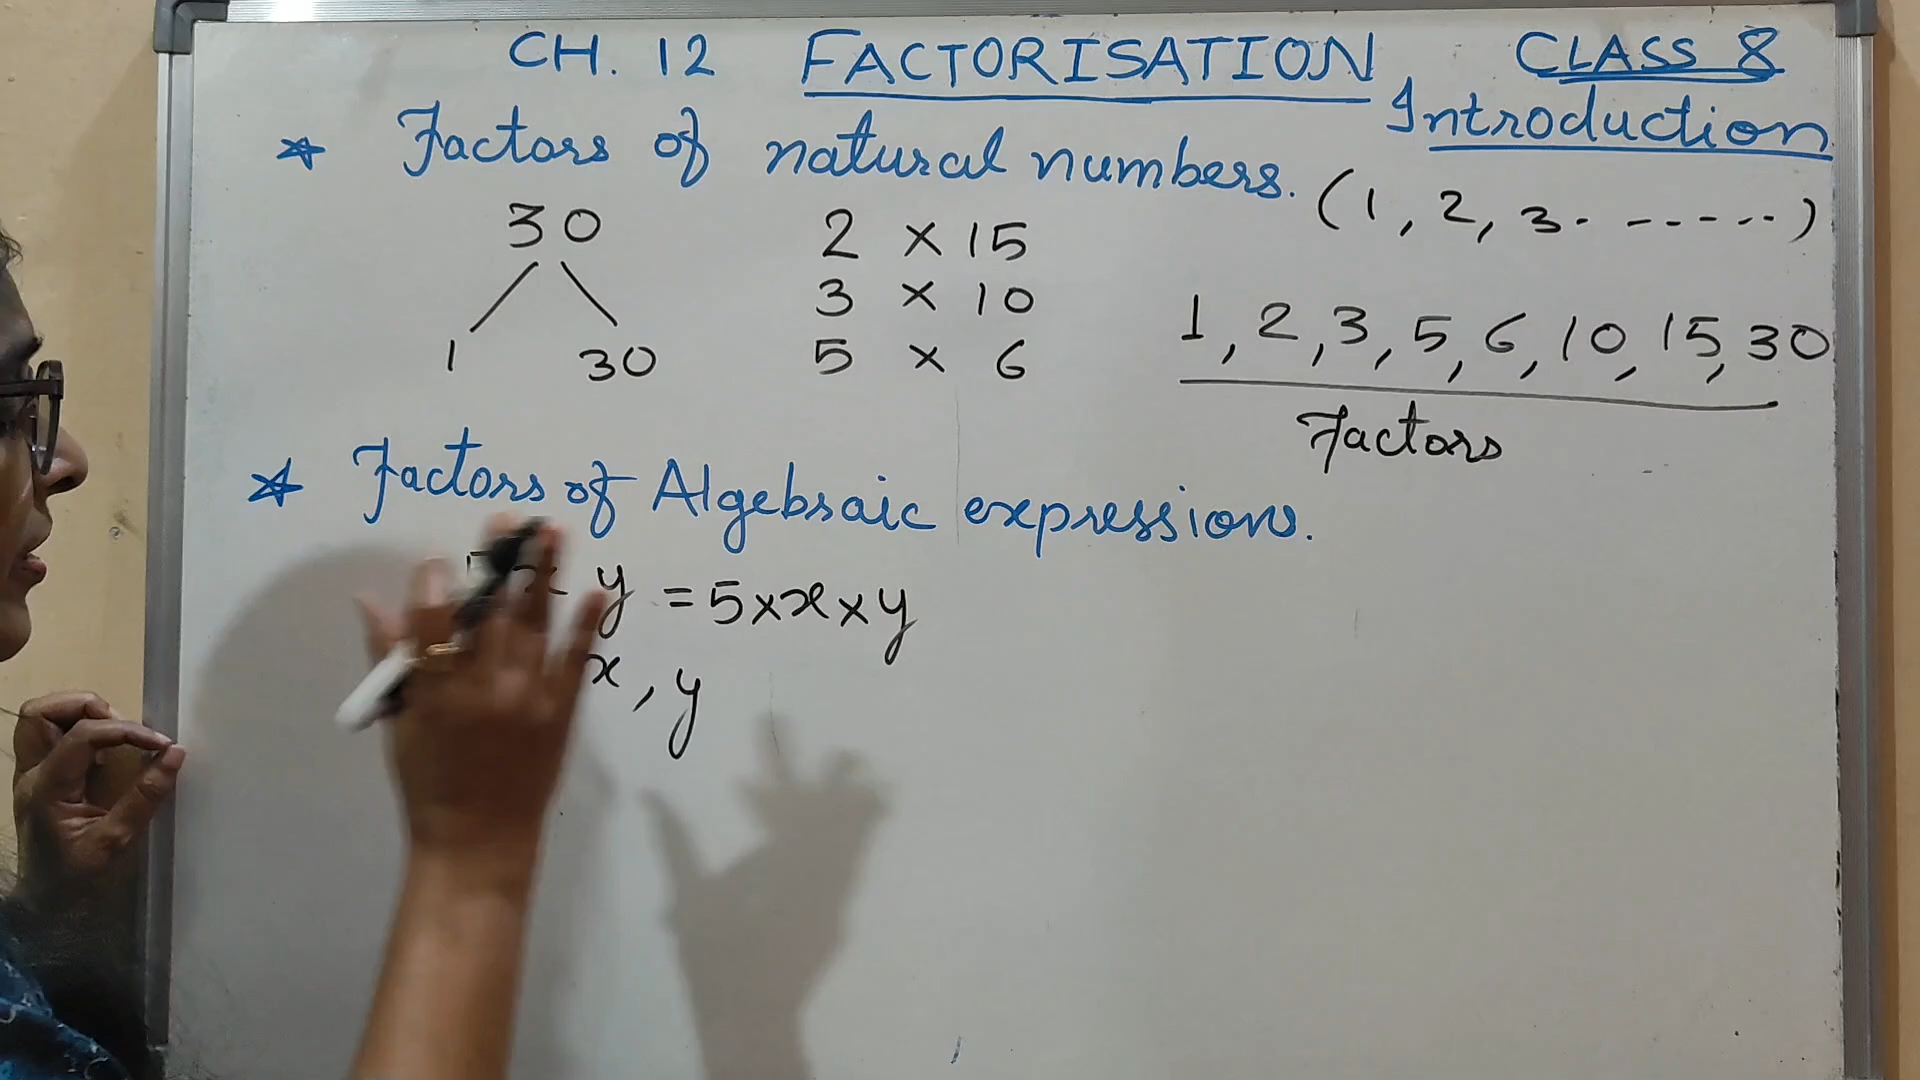 CH. 12 FACTORISATION CLASS 8
Introduction
* Factors of natural numbers. (1, 2, 3. -----)
30
1 30
2 × 15
3 × 10
5 × 6
1, 2, 3, 5, 6, 10, 15, 30
Factors
* Factors of Algebraic expressions.
x y = 5 × x × y
x, y